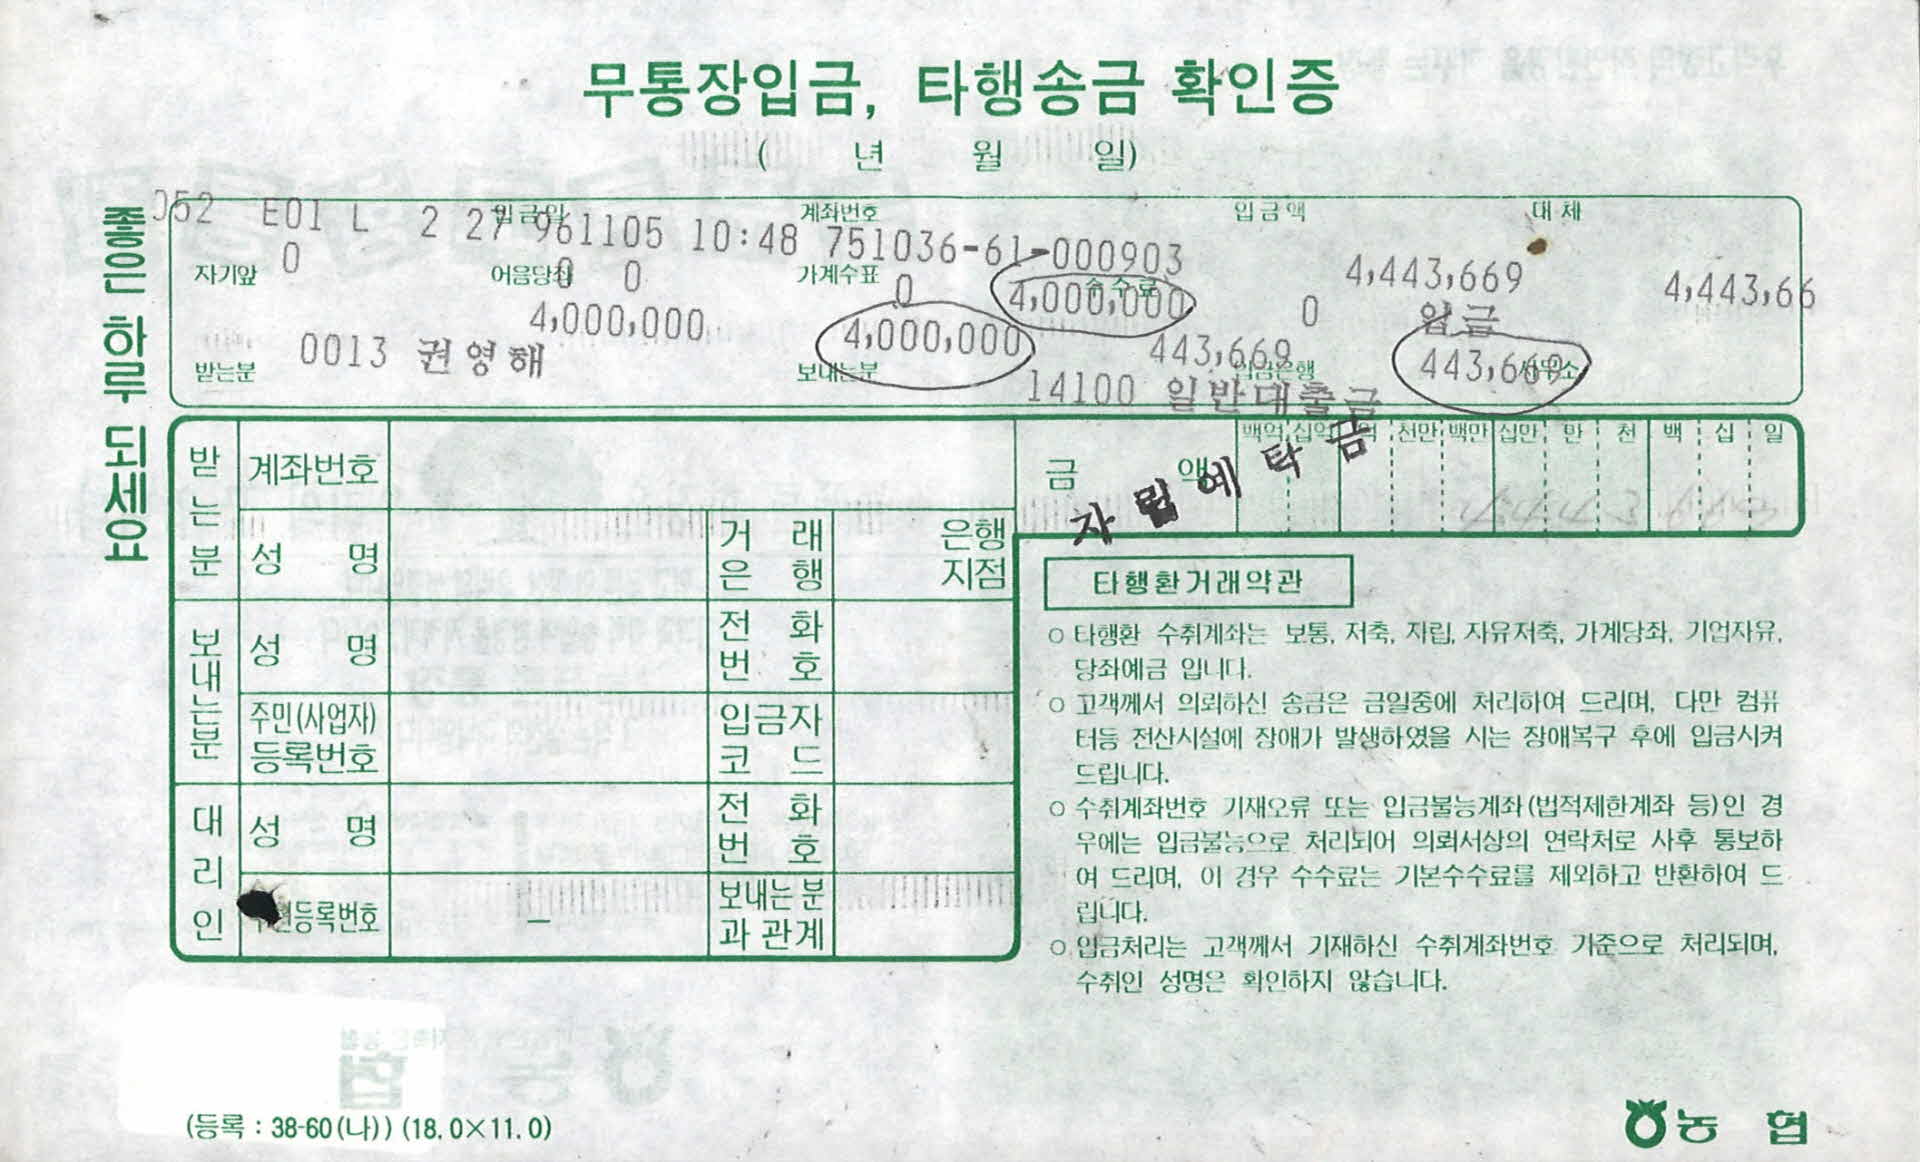 무통장입금, 타행송금 확인증
( 년 월 일)
좋은 하루 되세요
052 E01 L 2 27 961105 10:48 751036-61-000903
입금일 계좌번호 입금액 대체
0 0 0 0 4,000,000 0 4,443,669 4,443,66
자기앞 어음당좌 가계수표 수수료
4,000,000 4,000,000 443,669 입금 443,669
0013 권영해 14100 일반대출금
받는분 보내는분 입금은행 사무소
자립예탁금
받는분 계좌번호 금 액 백억 십억 억 천만 백만 십만 만 천 백 십 일
성 명 거래은행 은행 지점
보내는분 성 명 전화번호
주민(사업자)등록번호 입금자코드
대리인 성 명 전화번호
등록번호 – 보내는분과 관계
타행환거래약관
○ 타행환 수취계좌는 보통, 저축, 자립, 자유저축, 가계당좌, 기업자유,
당좌예금 입니다.
○ 고객께서 의뢰하신 송금은 금일중에 처리하여 드리며, 다만 컴퓨
터등 전산시설에 장애가 발생하였을 시는 장애복구 후에 입금시켜
드립니다.
○ 수취계좌번호 기재오류 또는 입금불능계좌(법적제한계좌 등)인 경
우에는 입금불능으로 처리되어 의뢰서상의 연락처로 사후 통보하
여 드리며, 이 경우 수수료는 기본수수료를 제외하고 반환하여 드
립니다.
○ 입금처리는 고객께서 기재하신 수취계좌번호 기준으로 처리되며,
수취인 성명은 확인하지 않습니다.
(등록 : 38-60(나)) (18.0×11.0)
농 협